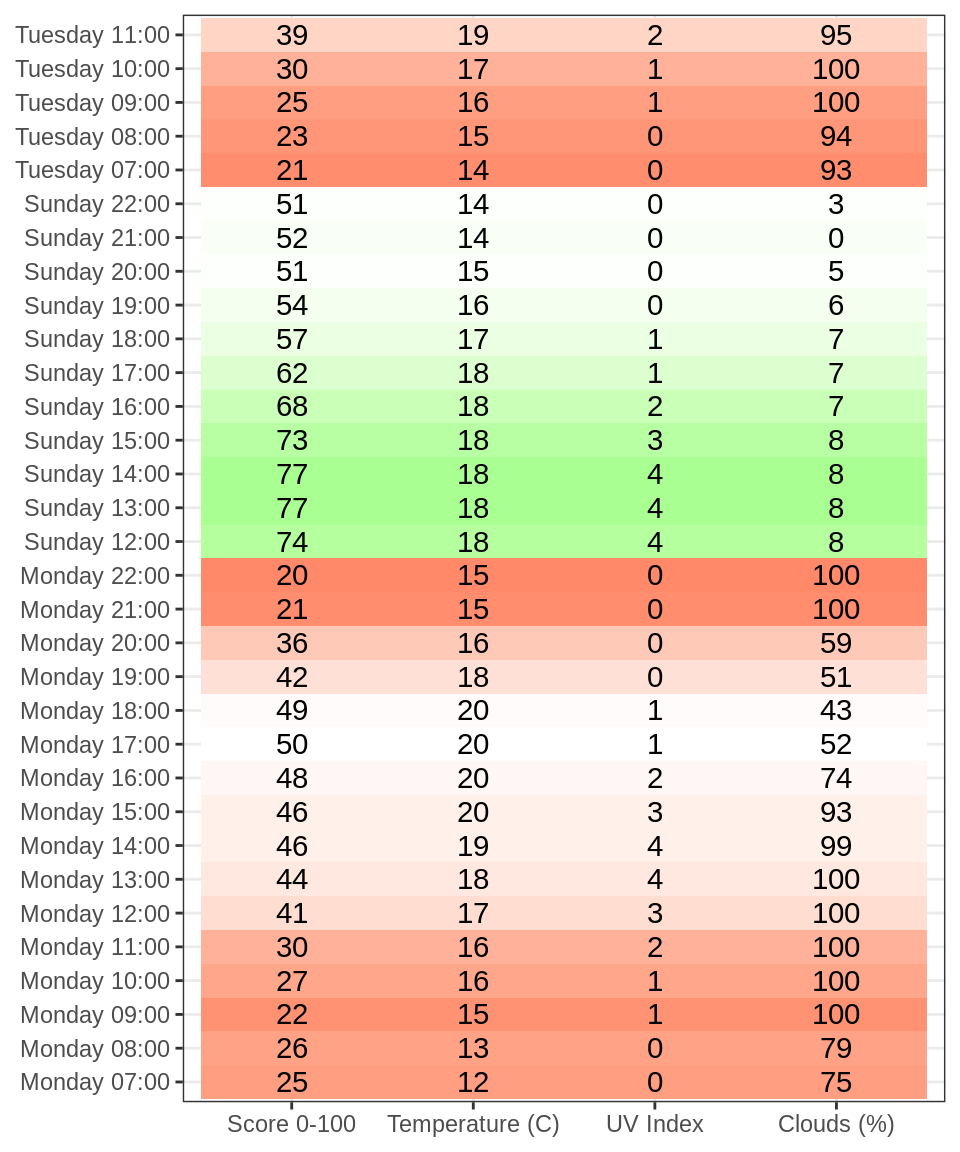 Tuesday 11:00 39 19 2 95
Tuesday 10:00 30 17 1 100
Tuesday 09:00 25 16 1 100
Tuesday 08:00 23 15 0 94
Tuesday 07:00 21 14 0 93
Sunday 22:00 51 14 0 3
Sunday 21:00 52 14 0 0
Sunday 20:00 51 15 0 5
Sunday 19:00 54 16 0 6
Sunday 18:00 57 17 1 7
Sunday 17:00 62 18 1 7
Sunday 16:00 68 18 2 7
Sunday 15:00 73 18 3 8
Sunday 14:00 77 18 4 8
Sunday 13:00 77 18 4 8
Sunday 12:00 74 18 4 8
Monday 22:00 20 15 0 100
Monday 21:00 21 15 0 100
Monday 20:00 36 16 0 59
Monday 19:00 42 18 0 51
Monday 18:00 49 20 1 43
Monday 17:00 50 20 1 52
Monday 16:00 48 20 2 74
Monday 15:00 46 20 3 93
Monday 14:00 46 19 4 99
Monday 13:00 44 18 4 100
Monday 12:00 41 17 3 100
Monday 11:00 30 16 2 100
Monday 10:00 27 16 1 100
Monday 09:00 22 15 1 100
Monday 08:00 26 13 0 79
Monday 07:00 25 12 0 75
Score 0-100 Temperature (C) UV Index Clouds (%)